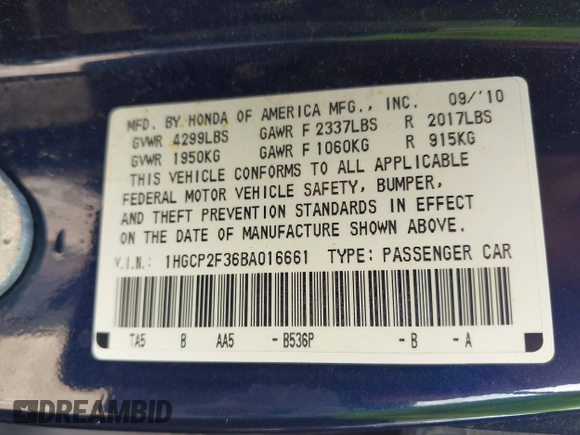 MFD. BY HONDA OF AMERICA MFG., INC. 09/'10
GVWR 4299LBS GAWR F 2337LBS R 2017LBS
GVWR 1950KG GAWR F 1060KG R 915KG
THIS VEHICLE CONFORMS TO ALL APPLICABLE
FEDERAL MOTOR VEHICLE SAFETY, BUMPER,
AND THEFT PREVENTION STANDARDS IN EFFECT
ON THE DATE OF MANUFACTURE SHOWN ABOVE.
V.I.N.: 1HGCP2F36BA016661 TYPE: PASSENGER CAR
TA5 B AA5 -B536P -B -A
DREAMBID